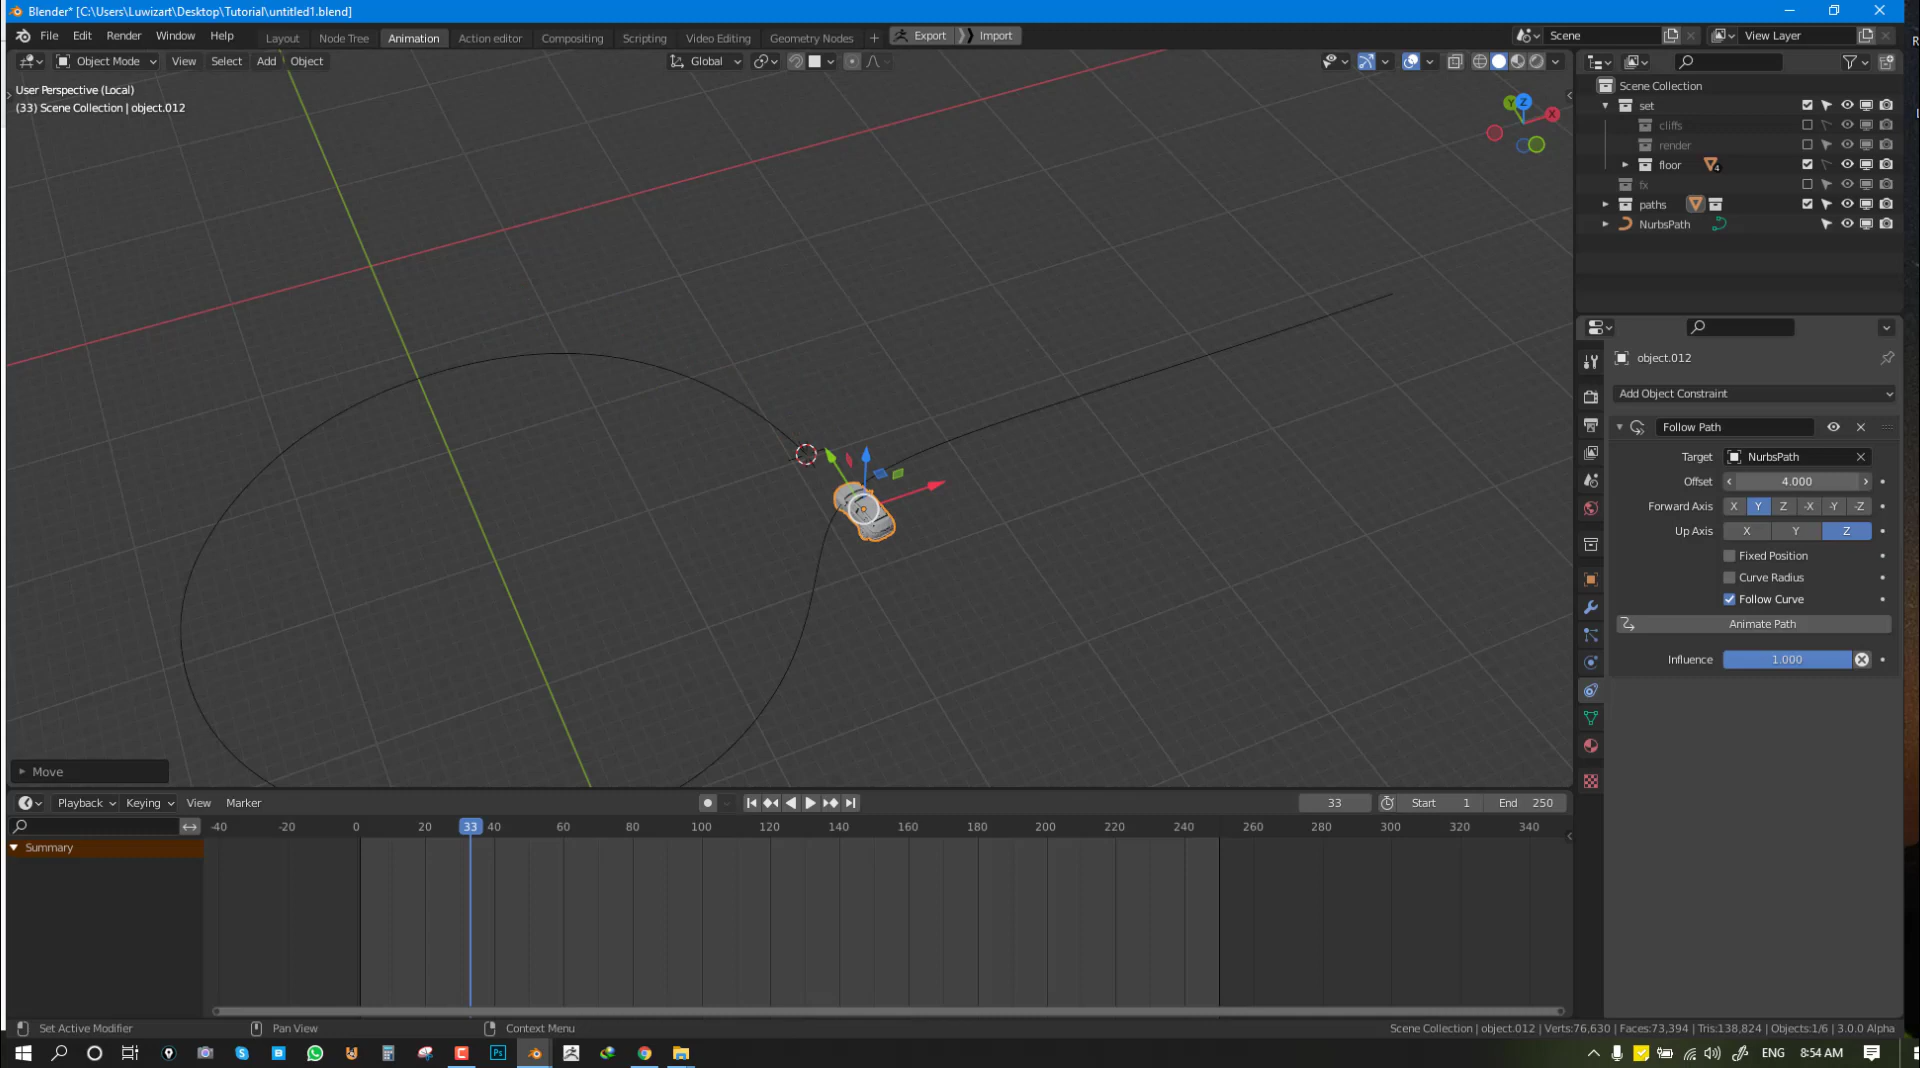 Blender* [C:\Users\Luwizart\Desktop\Tutorial\untitled1.blend]
File Edit Render Window Help Layout Node Tree Animation Action editor Compositing Scripting Video Editing Geometry Nodes + Export Import Scene View Layer
Object Mode View Select Add Object Global
User Perspective (Local)
(33) Scene Collection | object.012
Z
Y
X
Scene Collection
set
cliffs
render
floor 4
fx
paths
NurbsPath
object.012
Add Object Constraint
Follow Path
Target NurbsPath
Offset 4.000
Forward Axis X Y Z -X -Y -Z
Up Axis X Y Z
Fixed Position
Curve Radius
Follow Curve
Animate Path
Influence 1.000
Move
Playback Keying View Marker 33 Start 1 End 250
-40 -20 0 20 33 40 60 80 100 120 140 160 180 200 220 240 260 280 300 320 340
Summary
Set Active Modifier Pan View Context Menu Scene Collection | object.012 | Verts:76,630 | Faces:73,394 | Tris:138,824 | Objects:1/6 | 3.0.0 Alpha
Ps ENG 8:54 AM